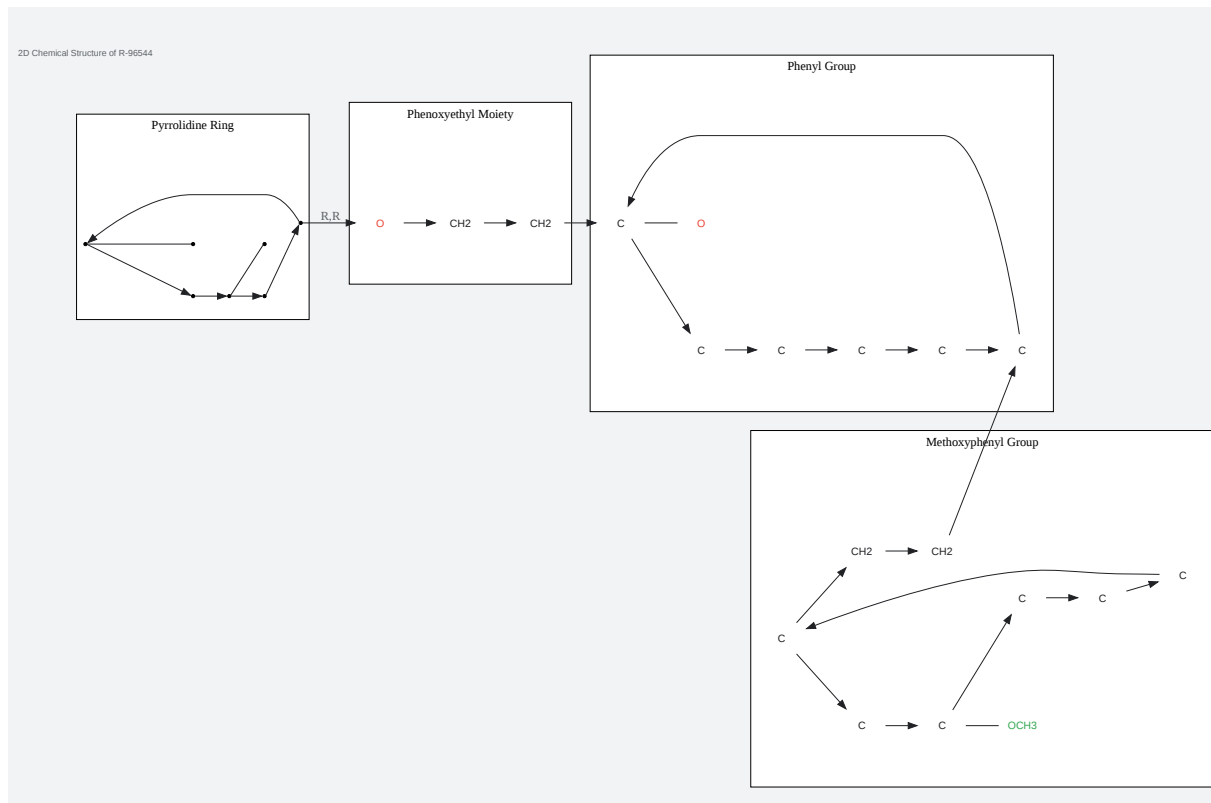 2D Chemical Structure of R-96544
Phenyl Group
Phenoxyethyl Moiety
Pyrrolidine Ring
R,R
O
CH2
CH2
C
O
C
C
C
C
C
Methoxyphenyl Group
CH2
CH2
C
C
C
C
C
C
OCH3